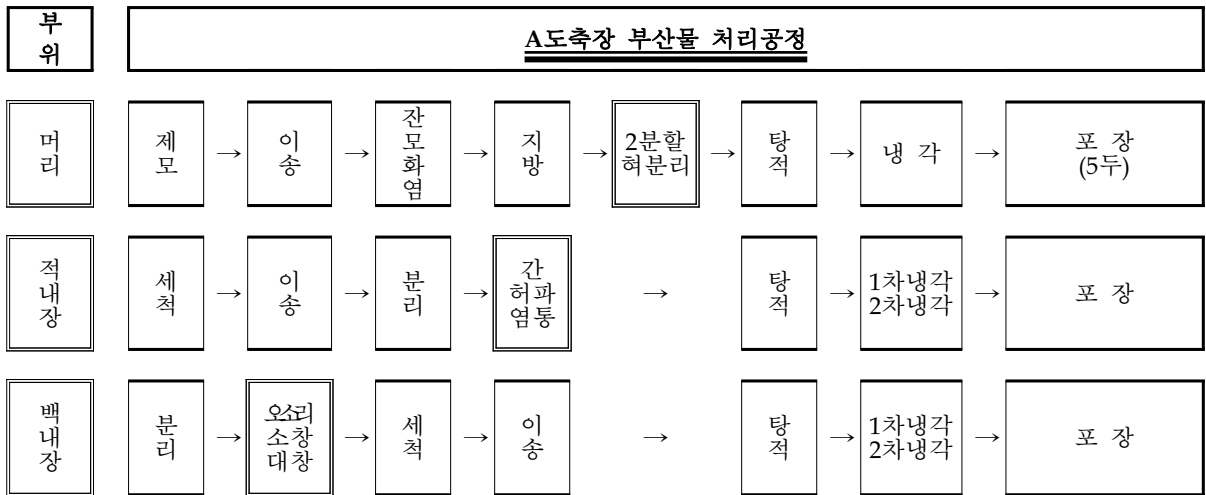 부위
A도축장 부산물 처리공정
머리
제모 → 이송 → 잔모화염 → 지방 → 2분할 혀분리 → 탕적 → 냉 각 → 포 장 (5두)
적내장
세척 → 이송 → 분리 → 간 허파 염통 → 탕적 → 1차냉각 2차냉각 → 포 장
백내장
분리 → 오소리 소창 대창 → 세척 → 이송 → 탕적 → 1차냉각 2차냉각 → 포 장